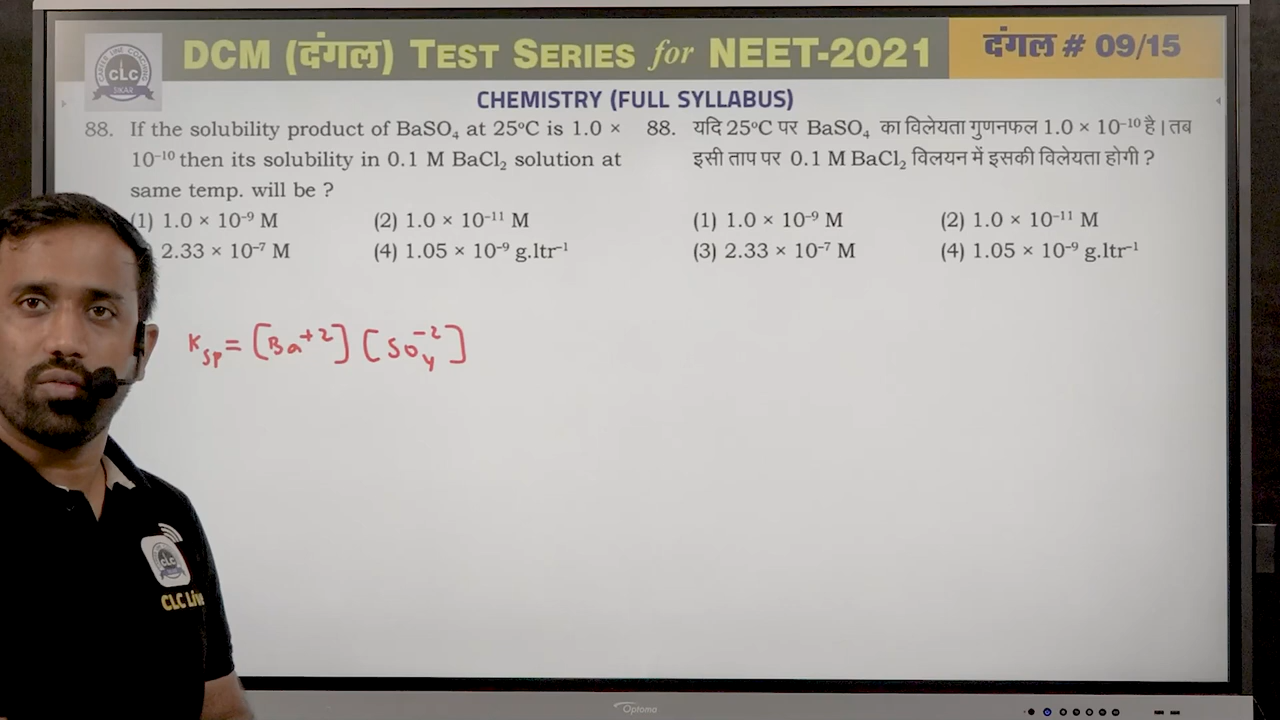 DCM (दंगल) TEST SERIES for NEET-2021
दंगल # 09/15
CLC
SIKAR
CHEMISTRY (FULL SYLLABUS)
88. If the solubility product of BaSO₄ at 25ºC is 1.0 ×
10⁻¹⁰ then its solubility in 0.1 M BaCl₂ solution at
same temp. will be ?
(1) 1.0 × 10⁻⁹ M (2) 1.0 × 10⁻¹¹ M
2.33 × 10⁻⁷ M (4) 1.05 × 10⁻⁹ g.ltr⁻¹
88. यदि 25ºC पर BaSO₄ का विलेयता गुणनफल 1.0 × 10⁻¹⁰ है। तब
इसी ताप पर 0.1 M BaCl₂ विलयन में इसकी विलेयता होगी ?
(1) 1.0 × 10⁻⁹ M (2) 1.0 × 10⁻¹¹ M
(3) 2.33 × 10⁻⁷ M (4) 1.05 × 10⁻⁹ g.ltr⁻¹
Ksp = [Ba⁺²] [SO₄⁻²]
CLC
CLC Live
Optoma